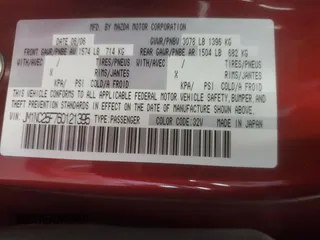 MFD. BY MAZDA MOTOR CORPORATION
DATE 06/06 GVWR/PNBV 3076 LB 1396 KG
FRONT GAWR/PNBE AV 1574 LB 714 KG REAR GAWR/PNBE AR 1504 LB 682 KG
WITH/AVEC TIRES/PNEUS WITH/AVEC TIRES/PNEUS
X RIMS/JANTES X RIMS/JANTES
KPA/ PSI COLD/A FROID KPA/ PSI COLD/A FROID
THIS VEHICLE CONFORMS TO ALL APPLICABLE FEDERAL MOTOR VEHICLE SAFETY, BUMPER, AND
THEFT PREVENTION STANDARDS IN EFFECT ON THE DATE OF MANUFACTURE SHOWN ABOVE.
JM1NC25F760121395 TYPE:PASSENGER COLOR CODE:32V MADE IN JAPAN